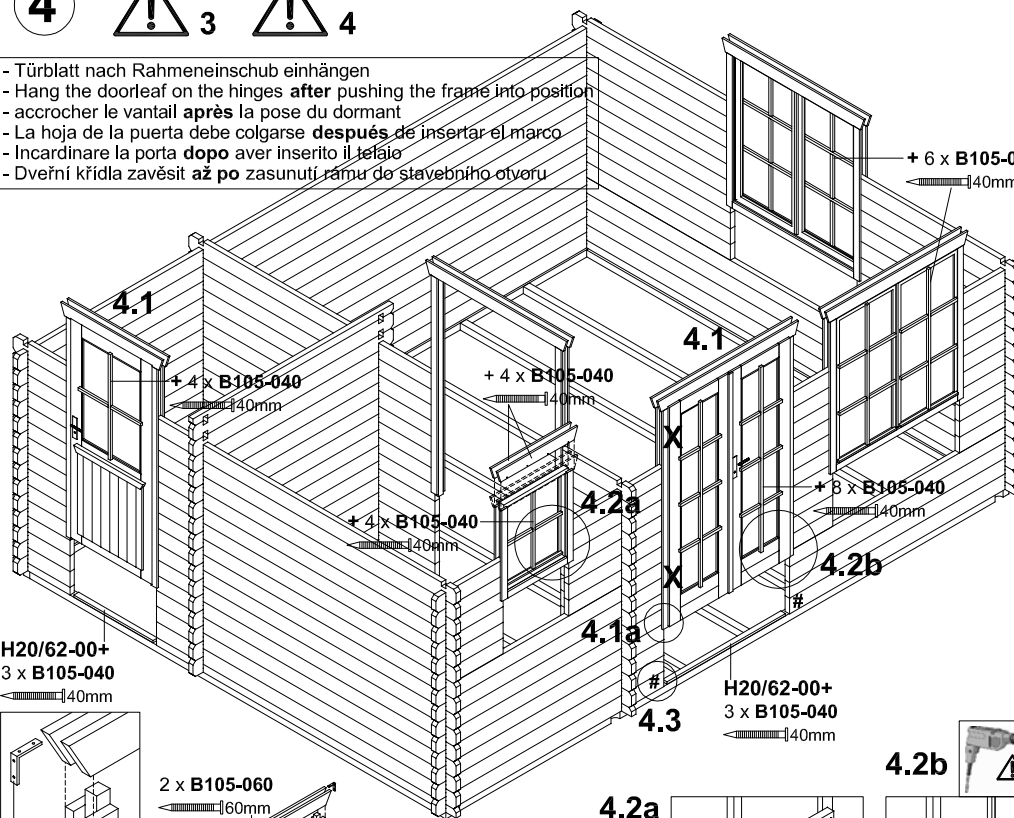 4
3
4
- Türblatt nach Rahmeneinschub einhängen
- Hang the doorleaf on the hinges after pushing the frame into position
- accrocher le vantail après la pose du dormant
- La hoja de la puerta debe colgarse después de insertar el marco
- Incardinare la porta dopo aver inserito il telaio
- Dveřní křídla zavěsit až po zasunutí rámu do stavebního otvoru
+ 6 x B105-0
40mm
4.1
+ 4 x B105-040
40mm
+ 4 x B105-040
40mm
4.1
X
+ 4 x B105-040
40mm
4.2a
+ 8 x B105-040
40mm
4.2b
X
#
4.1a
H20/62-00+
3 x B105-040
40mm
#
4.3
H20/62-00+
3 x B105-040
40mm
2 x B105-060
60mm
4.2a
4.2b